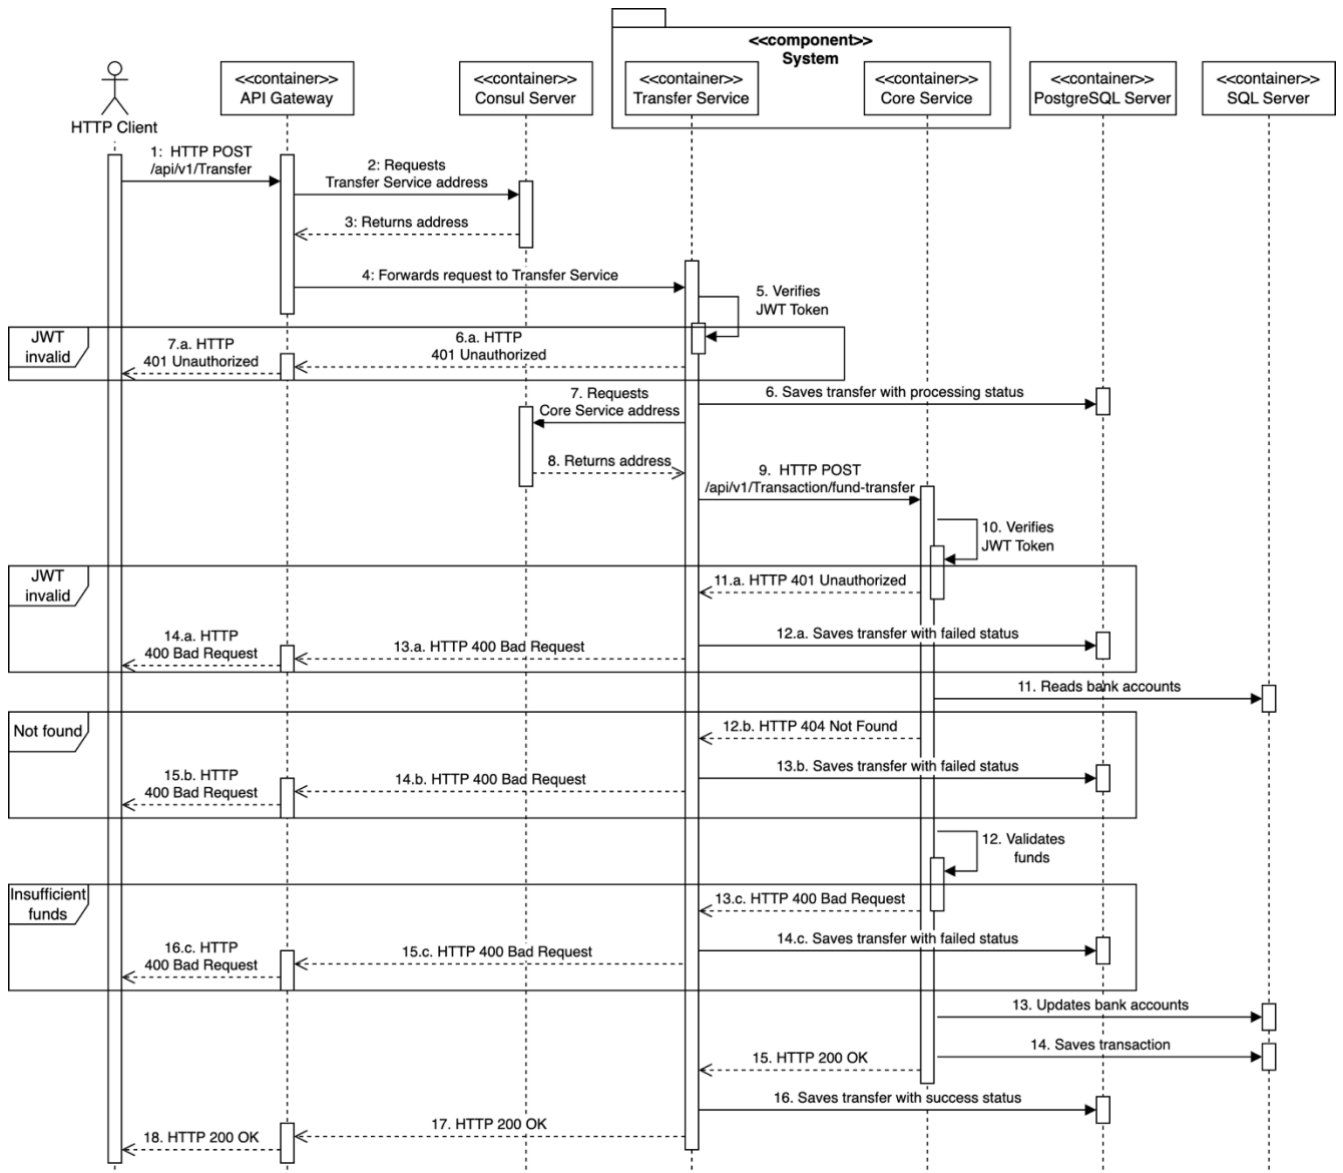 <<component>>
System
<<container>>
API Gateway
<<container>>
Consul Server
<<container>>
Transfer Service
<<container>>
Core Service
<<container>>
PostgreSQL Server
<<container>>
SQL Server
HTTP Client
1: HTTP POST
/api/v1/Transfer
2: Requests
Transfer Service address
3: Returns address
4: Forwards request to Transfer Service
5. Verifies
JWT Token
JWT
invalid
6.a. HTTP
401 Unauthorized
7.a. HTTP
401 Unauthorized
6. Saves transfer with processing status
7. Requests
Core Service address
8. Returns address
9. HTTP POST
/api/v1/Transaction/fund-transfer
10. Verifies
JWT Token
JWT
invalid
11.a. HTTP 401 Unauthorized
12.a. Saves transfer with failed status
13.a. HTTP 400 Bad Request
14.a. HTTP
400 Bad Request
11. Reads bank accounts
Not found
12.b. HTTP 404 Not Found
13.b. Saves transfer with failed status
14.b. HTTP 400 Bad Request
15.b. HTTP
400 Bad Request
12. Validates
funds
Insufficient
funds
13.c. HTTP 400 Bad Request
14.c. Saves transfer with failed status
15.c. HTTP 400 Bad Request
16.c. HTTP
400 Bad Request
13. Updates bank accounts
14. Saves transaction
15. HTTP 200 OK
16. Saves transfer with success status
17. HTTP 200 OK
18. HTTP 200 OK